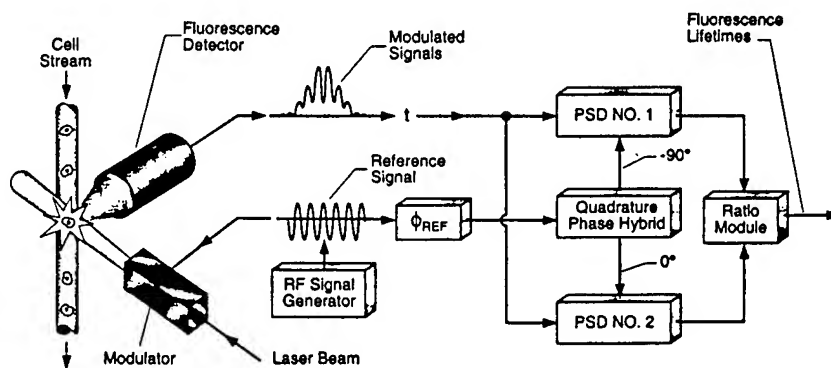 Fluorescence
Lifetimes
Fluorescence
Detector
Cell
Stream
Modulated
Signals
t
PSD NO. 1
-90°
Reference
Signal
ϕREF
Quadrature
Phase Hybrid
Ratio
Module
RF Signal
Generator
0°
PSD NO. 2
Modulator
Laser Beam